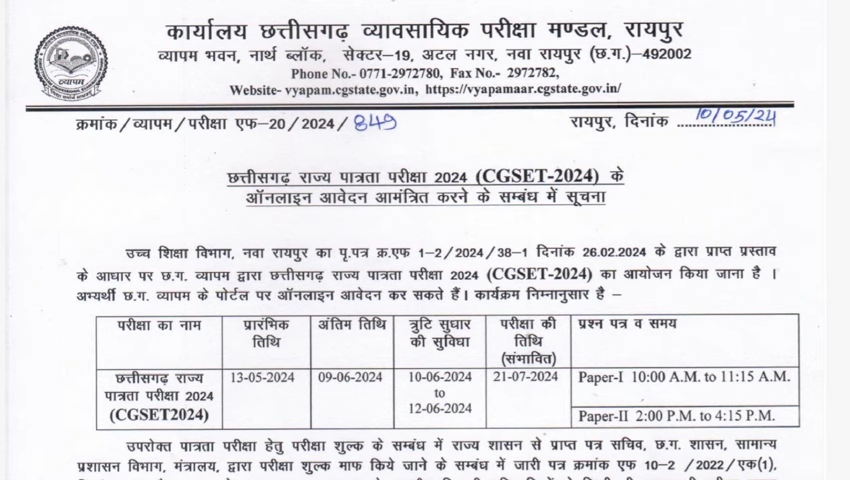 कार्यालय छत्तीसगढ़ व्यावसायिक परीक्षा मण्डल, रायपुर
व्यापम भवन, नार्थ ब्लॉक, सेक्टर–19, अटल नगर, नवा रायपुर (छ.ग.)–492002
Phone No.- 0771-2972780, Fax No.- 2972782,
Website- vyapam.cgstate.gov.in, https://vyapamaar.cgstate.gov.in/
व्यापम
क्रमांक/व्यापम/परीक्षा एफ–20/2024/849 रायपुर, दिनांक 10/05/24
छत्तीसगढ़ राज्य पात्रता परीक्षा 2024 (CGSET-2024) के
ऑनलाइन आवेदन आमंत्रित करने के सम्बंध में सूचना
उच्च शिक्षा विभाग, नवा रायपुर का पृ.पत्र क्र.एफ 1–2/2024/38–1 दिनांक 26.02.2024 के द्वारा प्राप्त प्रस्ताव
के आधार पर छ.ग. व्यापम द्वारा छत्तीसगढ़ राज्य पात्रता परीक्षा 2024 (CGSET-2024) का आयोजन किया जाना है ।
अभ्यर्थी छ.ग. व्यापम के पोर्टल पर ऑनलाइन आवेदन कर सकते हैं। कार्यक्रम निम्नानुसार है –
परीक्षा का नाम प्रारंभिक तिथि अंतिम तिथि त्रुटि सुधार की सुविधा परीक्षा की तिथि (संभावित) प्रश्न पत्र व समय
छत्तीसगढ़ राज्य पात्रता परीक्षा 2024 (CGSET2024) 13-05-2024 09-06-2024 10-06-2024 to 12-06-2024 21-07-2024 Paper-I 10:00 A.M. to 11:15 A.M.
Paper-II 2:00 P.M. to 4:15 P.M.
उपरोक्त पात्रता परीक्षा हेतु परीक्षा शुल्क के सम्बंध में राज्य शासन से प्राप्त पत्र सचिव, छ.ग. शासन, सामान्य
प्रशासन विभाग, मंत्रालय, द्वारा परीक्षा शुल्क माफ किये जाने के सम्बंध में जारी पत्र क्रमांक एफ 10–2 /2022/एक(1),